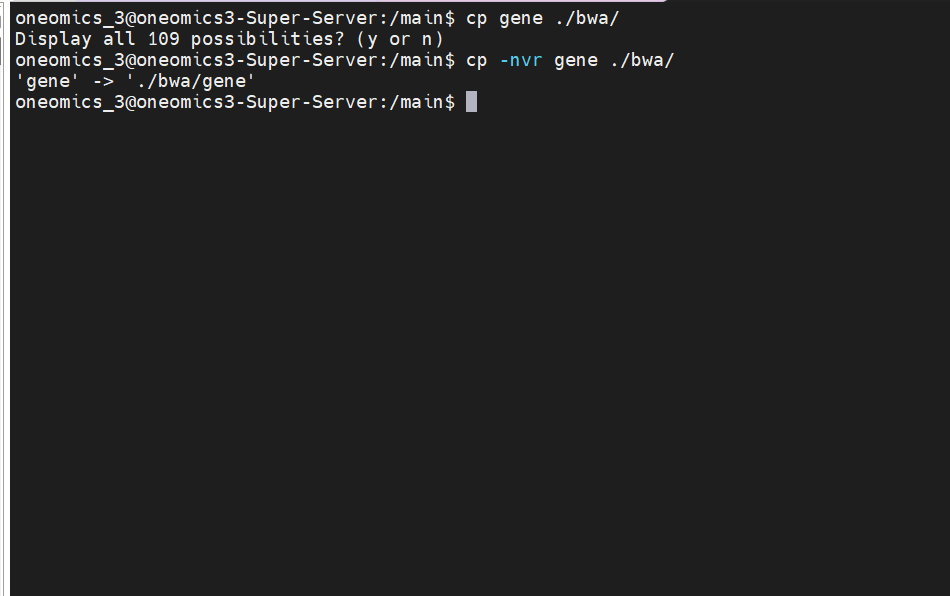 oneomics_3@oneomics3-Super-Server:/main$ cp gene ./bwa/
Display all 109 possibilities? (y or n)
oneomics_3@oneomics3-Super-Server:/main$ cp -nvr gene ./bwa/
'gene' -> './bwa/gene'
oneomics_3@oneomics3-Super-Server:/main$